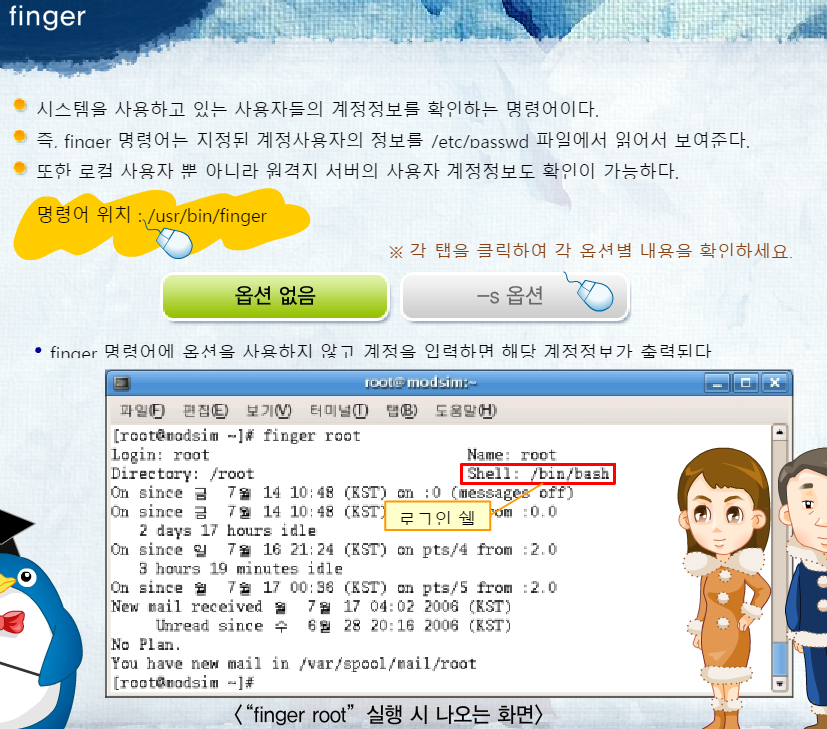 finger
시스템을 사용하고 있는 사용자들의 계정정보를 확인하는 명령어이다.
즉, finger 명령어는 지정된 계정사용자의 정보를 /etc/passwd 파일에서 읽어서 보여준다.
또한 로컬 사용자 뿐 아니라 원격지 서버의 사용자 계정정보도 확인이 가능하다.
명령어 위치 : /usr/bin/finger
※ 각 탭을 클릭하여 각 옵션별 내용을 확인하세요.
옵션 없음 –s 옵션
• finger 명령어에 옵션을 사용하지 않고 계정을 입력하면 해당 계정정보가 출력된다
root@modsim:~
파일(F) 편집(E) 보기(V) 터미널(T) 탭(B) 도움말(H)
[root@modsim ~]# finger root
Login: root Name: root
Directory: /root Shell: /bin/bash
On since 금 7월 14 10:48 (KST) on :0 (messages off)
On since 금 7월 14 10:48 (KST) from :0.0
로그인 쉘
2 days 17 hours idle
On since 일 7월 16 21:24 (KST) on pts/4 from :2.0
3 hours 19 minutes idle
On since 월 7월 17 00:36 (KST) on pts/5 from :2.0
New mail received 월 7월 17 04:02 2006 (KST)
Unread since 수 6월 28 20:16 2006 (KST)
No Plan.
You have new mail in /var/spool/mail/root
[root@modsim ~]#
〈“finger root” 실행 시 나오는 화면〉